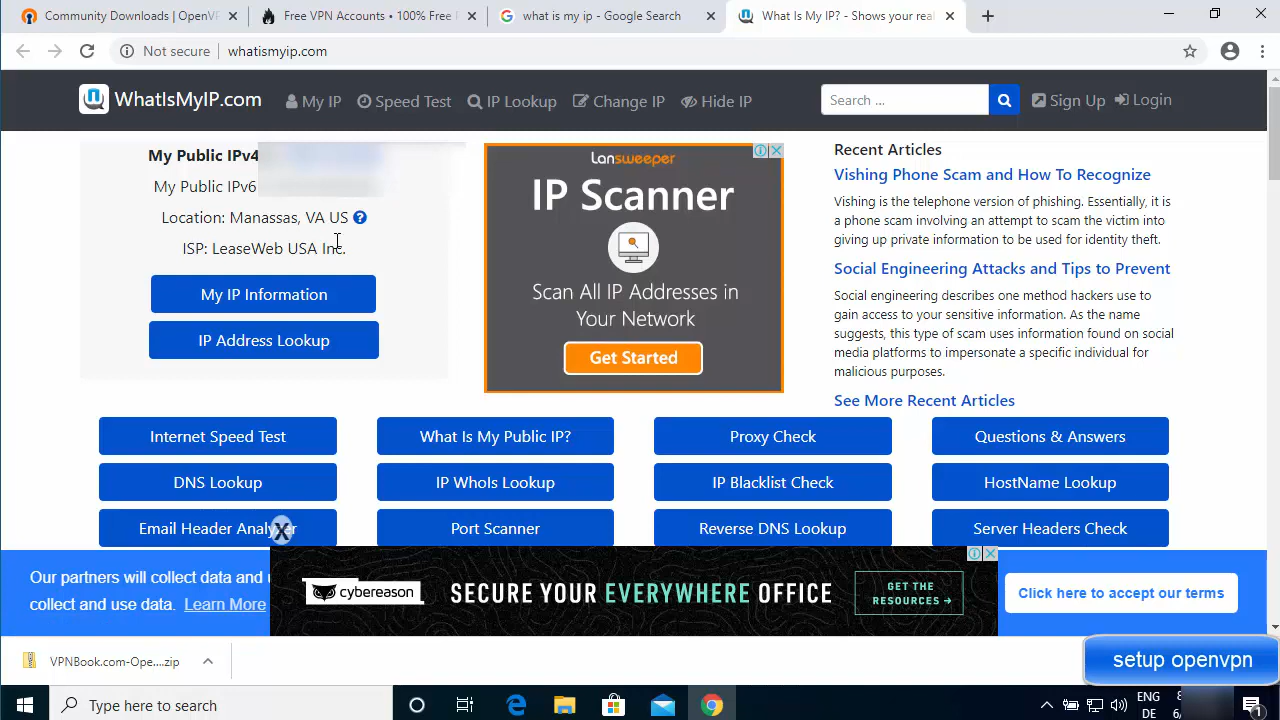 Community Downloads | OpenVP
Free VPN Accounts • 100% Free
what is my ip - Google Search
What Is My IP? - Shows your real
Not secure
whatismyip.com
WhatIsMyIP.com
My IP
Speed Test
IP Lookup
Change IP
Hide IP
Search ...
Sign Up
Login
My Public IPv4
My Public IPv6
Location: Manassas, VA US
ISP: LeaseWeb USA Inc.
My IP Information
IP Address Lookup
Lansweeper
IP Scanner
Scan All IP Addresses in
Your Network
Get Started
Recent Articles
Vishing Phone Scam and How To Recognize
Vishing is the telephone version of phishing. Essentially, it is
a phone scam involving an attempt to scam the victim into
giving up private information to be used for identity theft.
Social Engineering Attacks and Tips to Prevent
Social engineering describes one method hackers use to
gain access to your sensitive information. As the name
suggests, this type of scam uses information found on social
media platforms to impersonate a specific individual for
malicious purposes.
See More Recent Articles
Internet Speed Test
What Is My Public IP?
Proxy Check
Questions & Answers
DNS Lookup
IP WhoIs Lookup
IP Blacklist Check
HostName Lookup
Email Header Analyzer
X
Port Scanner
Reverse DNS Lookup
Server Headers Check
Our partners will collect data and
collect and use data. Learn More
cybereason
SECURE YOUR EVERYWHERE OFFICE
GET THE
RESOURCES →
Click here to accept our terms
VPNBook.com-Ope....zip
setup openvpn
Type here to search
ENG
DE
1